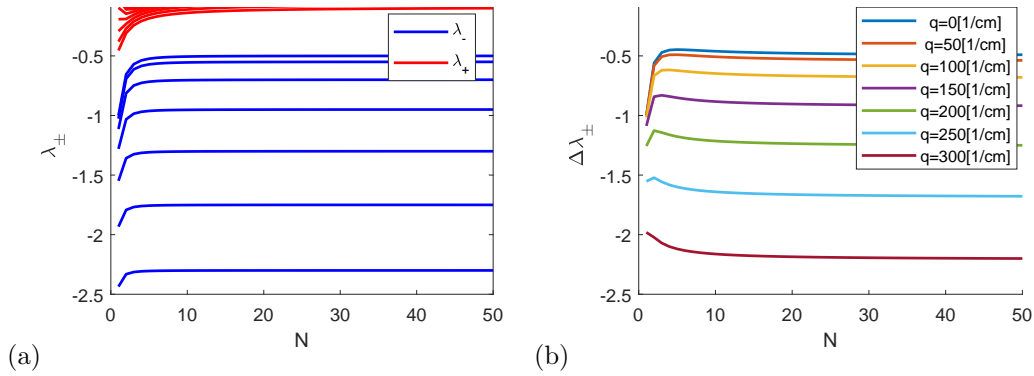 -0.5
-1
-1.5
-2
-2.5
λ±
0 10 20 30 40 50
N
λ-
λ+
(a)
-0.5
-1
-1.5
-2
-2.5
Δλ±
0 10 20 30 40 50
N
q=0[1/cm]
q=50[1/cm]
q=100[1/cm]
q=150[1/cm]
q=200[1/cm]
q=250[1/cm]
q=300[1/cm]
(b)